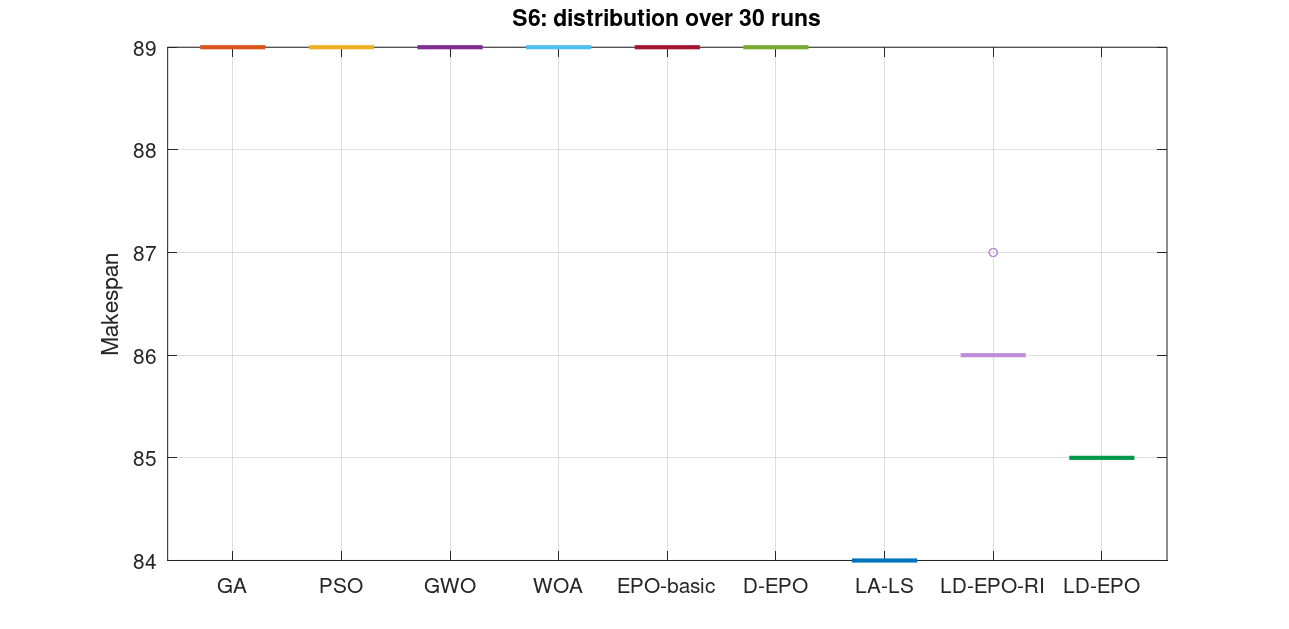 S6: distribution over 30 runs
Makespan
89
88
87
86
85
84
GA PSO GWO WOA EPO-basic D-EPO LA-LS LD-EPO-RI LD-EPO